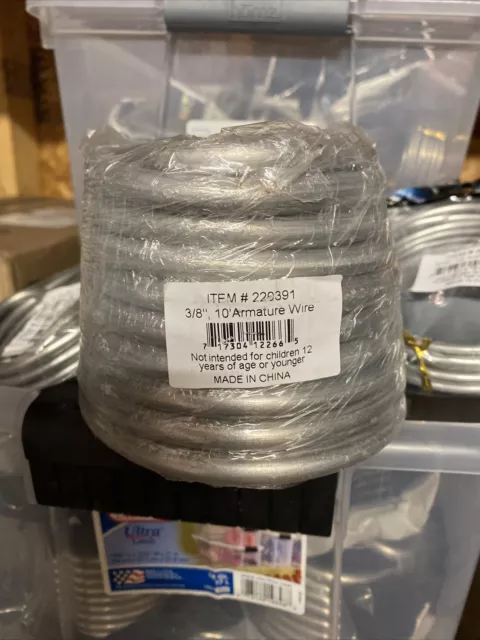 ITEM # 220391
3/8", 10'Armature Wire
7 17304 12266 5
Not intended for children 12
years of age or younger
MADE IN CHINA
Ultra